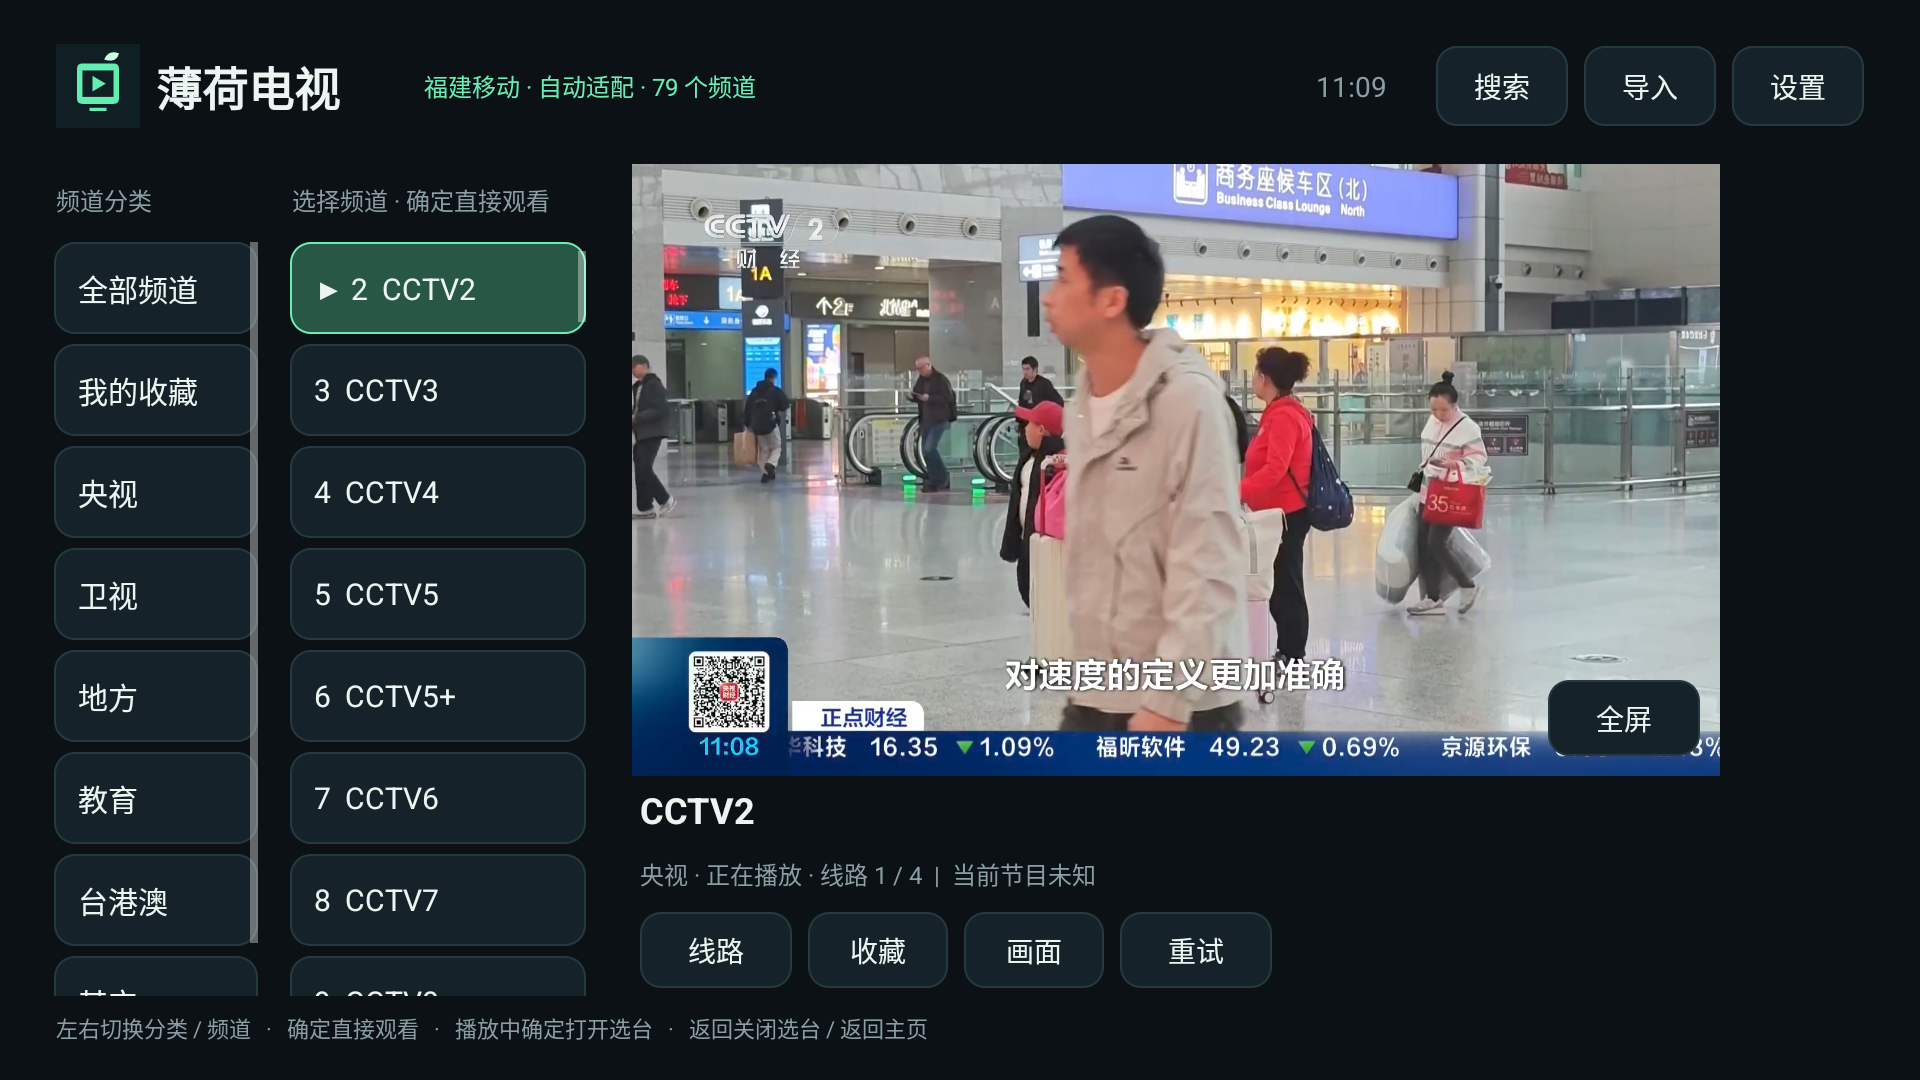 薄荷电视
福建移动 · 自动适配 · 79 个频道
11:09
搜索
导入
设置
频道分类
选择频道 · 确定直接观看
全部频道
我的收藏
央视
卫视
地方
教育
台港澳
▶ 2 CCTV2
3 CCTV3
4 CCTV4
5 CCTV5
6 CCTV5+
7 CCTV6
8 CCTV7
商务座候车区（北）
Business Class Lounge North
CCTV 2
财 经
1A
35
对速度的定义更加准确
正点财经
11:08
华科技 16.35 ▼1.09% 福昕软件 49.23 ▼0.69% 京源环保
全屏
CCTV2
央视 · 正在播放 · 线路 1 / 4 | 当前节目未知
线路
收藏
画面
重试
左右切换分类 / 频道 · 确定直接观看 · 播放中确定打开选台 · 返回关闭选台 / 返回主页